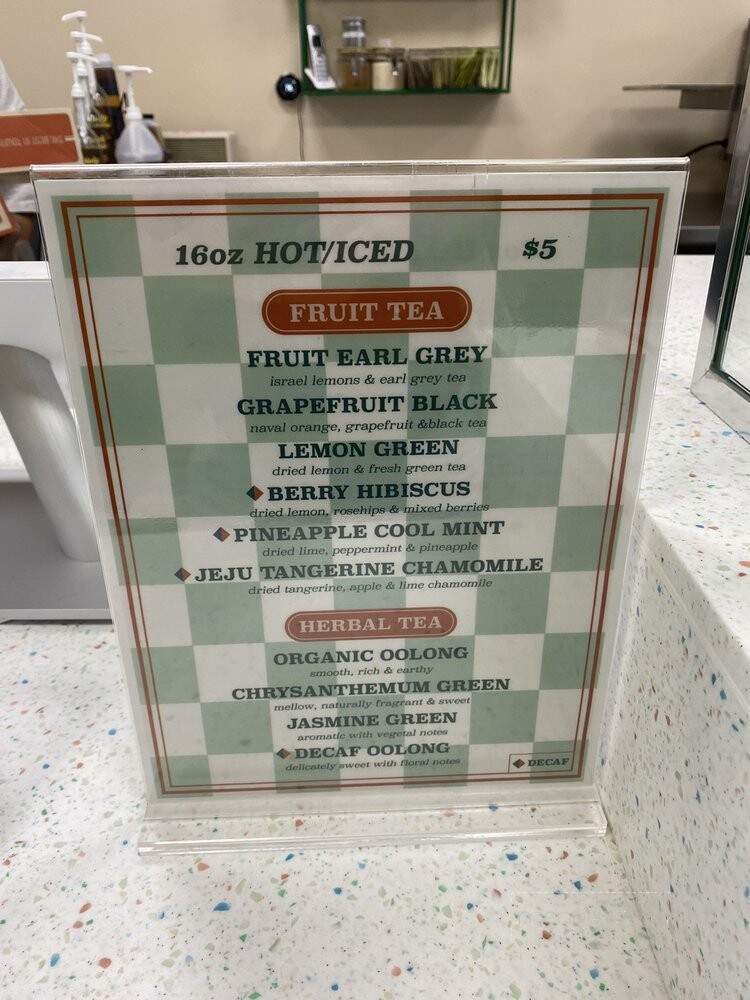 16oz HOT/ICED $5
FRUIT TEA
FRUIT EARL GREY
israel lemons & earl grey tea
GRAPEFRUIT BLACK
naval orange, grapefruit &black tea
LEMON GREEN
dried lemon & fresh green tea
BERRY HIBISCUS
dried lemon, rosehips & mixed berries
PINEAPPLE COOL MINT
dried lime, peppermint & pineapple
JEJU TANGERINE CHAMOMILE
dried tangerine, apple & lime chamomile
HERBAL TEA
ORGANIC OOLONG
smooth, rich & earthy
CHRYSANTHEMUM GREEN
mellow, naturally fragrant & sweet
JASMINE GREEN
aromatic with vegetal notes
DECAF OOLONG
delicately sweet with floral notes
DECAF